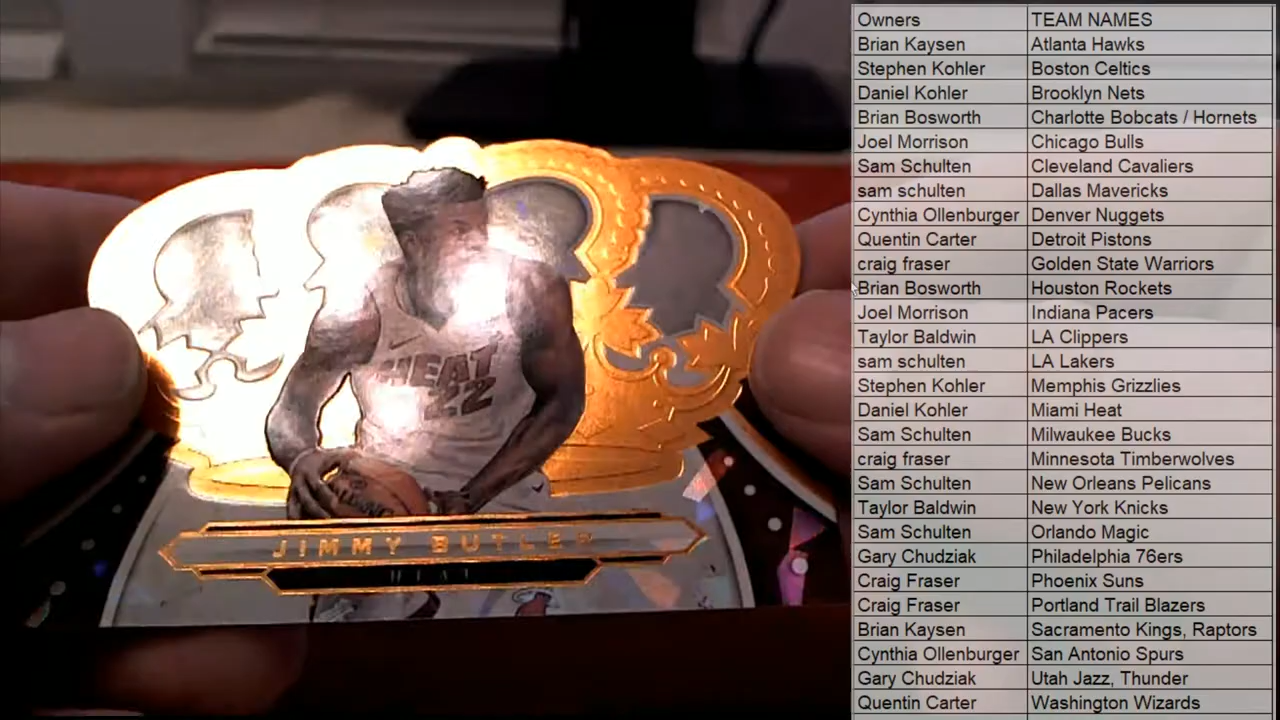 HEAT
22
JIMMY BUTLER
HEAT
Owners TEAM NAMES
Brian Kaysen Atlanta Hawks
Stephen Kohler Boston Celtics
Daniel Kohler Brooklyn Nets
Brian Bosworth Charlotte Bobcats / Hornets
Joel Morrison Chicago Bulls
Sam Schulten Cleveland Cavaliers
sam schulten Dallas Mavericks
Cynthia Ollenburger Denver Nuggets
Quentin Carter Detroit Pistons
craig fraser Golden State Warriors
Brian Bosworth Houston Rockets
Joel Morrison Indiana Pacers
Taylor Baldwin LA Clippers
sam schulten LA Lakers
Stephen Kohler Memphis Grizzlies
Daniel Kohler Miami Heat
Sam Schulten Milwaukee Bucks
craig fraser Minnesota Timberwolves
Sam Schulten New Orleans Pelicans
Taylor Baldwin New York Knicks
Sam Schulten Orlando Magic
Gary Chudziak Philadelphia 76ers
Craig Fraser Phoenix Suns
Craig Fraser Portland Trail Blazers
Brian Kaysen Sacramento Kings, Raptors
Cynthia Ollenburger San Antonio Spurs
Gary Chudziak Utah Jazz, Thunder
Quentin Carter Washington Wizards